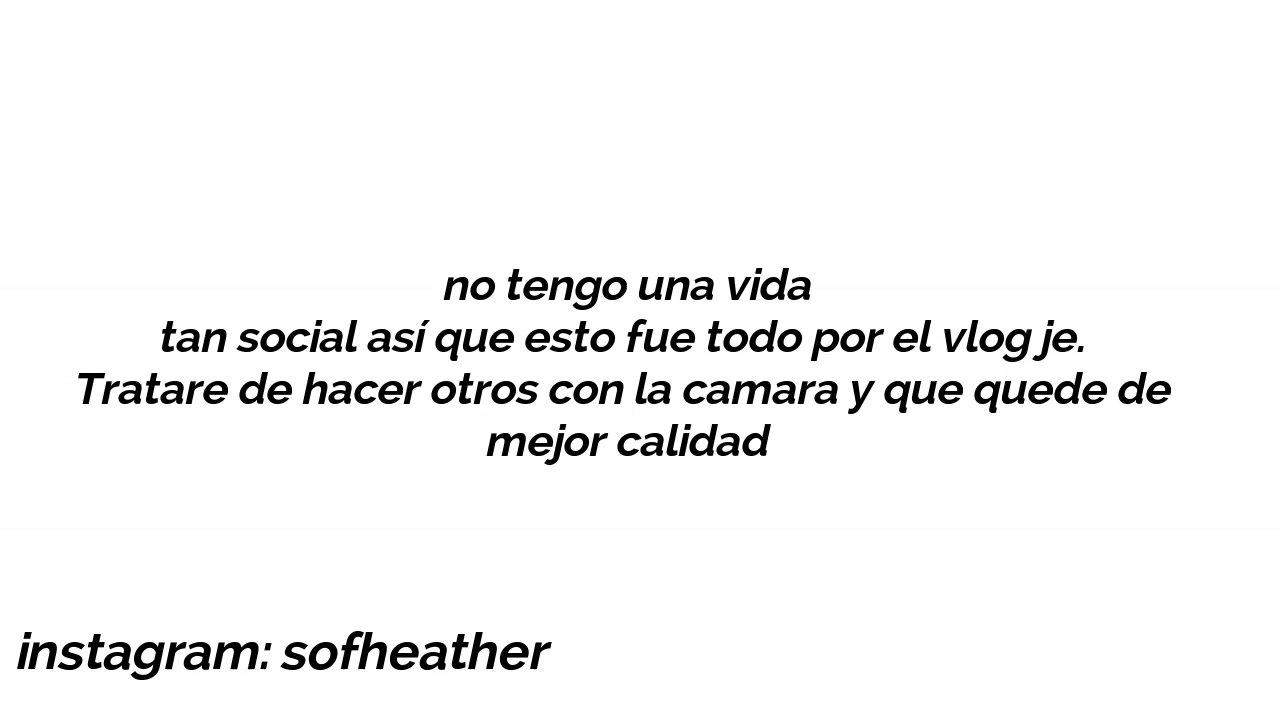 no tengo una vida
tan social así que esto fue todo por el vlog je.
Tratare de hacer otros con la camara y que quede de
mejor calidad
instagram: sofheather